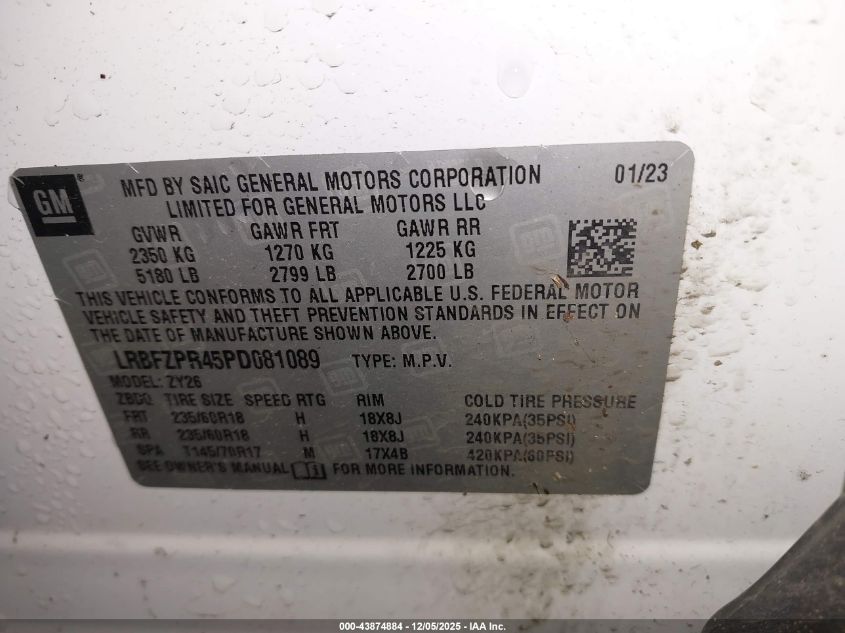 GM
MFD BY SAIC GENERAL MOTORS CORPORATION 01/23
LIMITED FOR GENERAL MOTORS LLC
GVWR GAWR FRT GAWR RR
2350 KG 1270 KG 1225 KG
5180 LB 2799 LB 2700 LB
THIS VEHICLE CONFORMS TO ALL APPLICABLE U.S. FEDERAL MOTOR
VEHICLE SAFETY AND THEFT PREVENTION STANDARDS IN EFFECT ON
THE DATE OF MANUFACTURE SHOWN ABOVE.
LRBFZPR45PD081089 TYPE: M.P.V.
MODEL: ZY26
TIRE SIZE SPEED RTG RIM COLD TIRE PRESSURE
FRT 235/60R18 H 18X8J 240KPA(35PSI)
RR 235/60R18 H 18X8J 240KPA(35PSI)
SPA T145/70R17 M 17X4B 420KPA(60PSI)
SEE OWNER'S MANUAL FOR MORE INFORMATION.
000-43874884 | 12/05/2025 - IAA Inc.